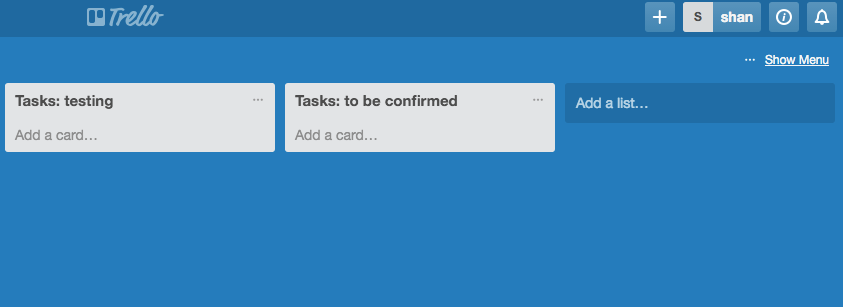 Trello
S shan
... Show Menu
Tasks: testing ...
Add a card…
Tasks: to be confirmed ...
Add a card…
Add a list…